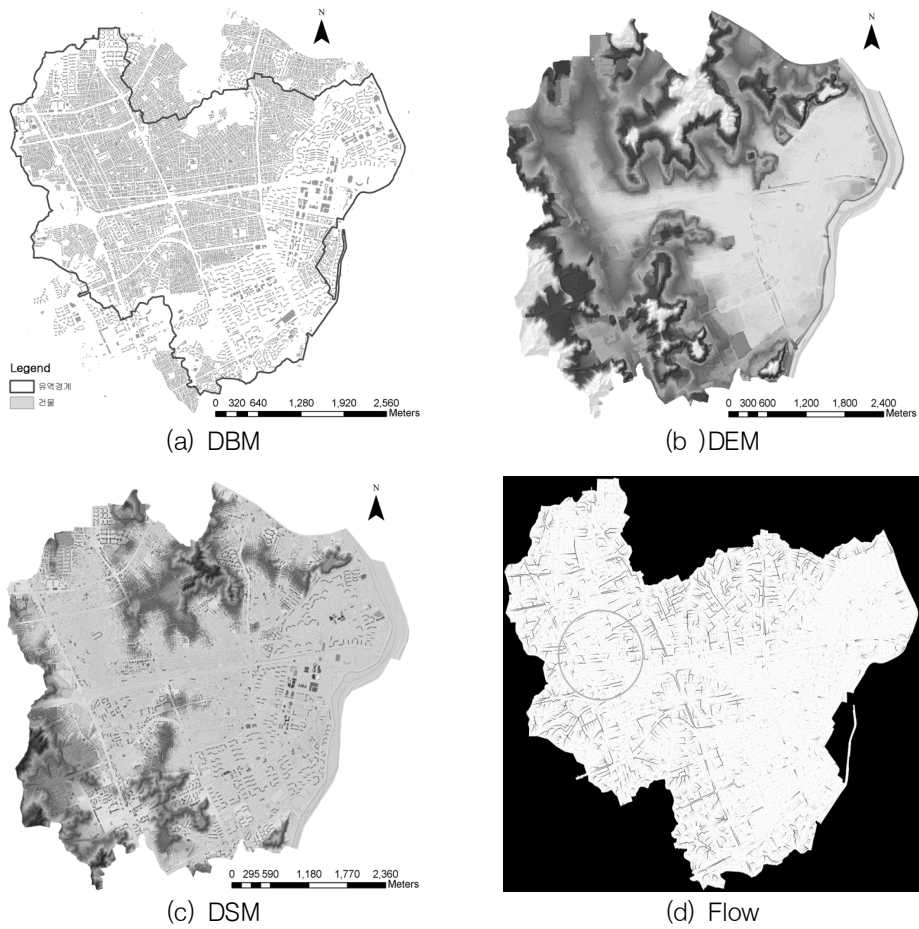 N
Legend
유역경계
건물
0 320 640 1,280 1,920 2,560
Meters
(a) DBM
N
0 300 600 1,200 1,800 2,400
Meters
(b )DEM
N
0 295 590 1,180 1,770 2,360
Meters
(c) DSM
(d) Flow